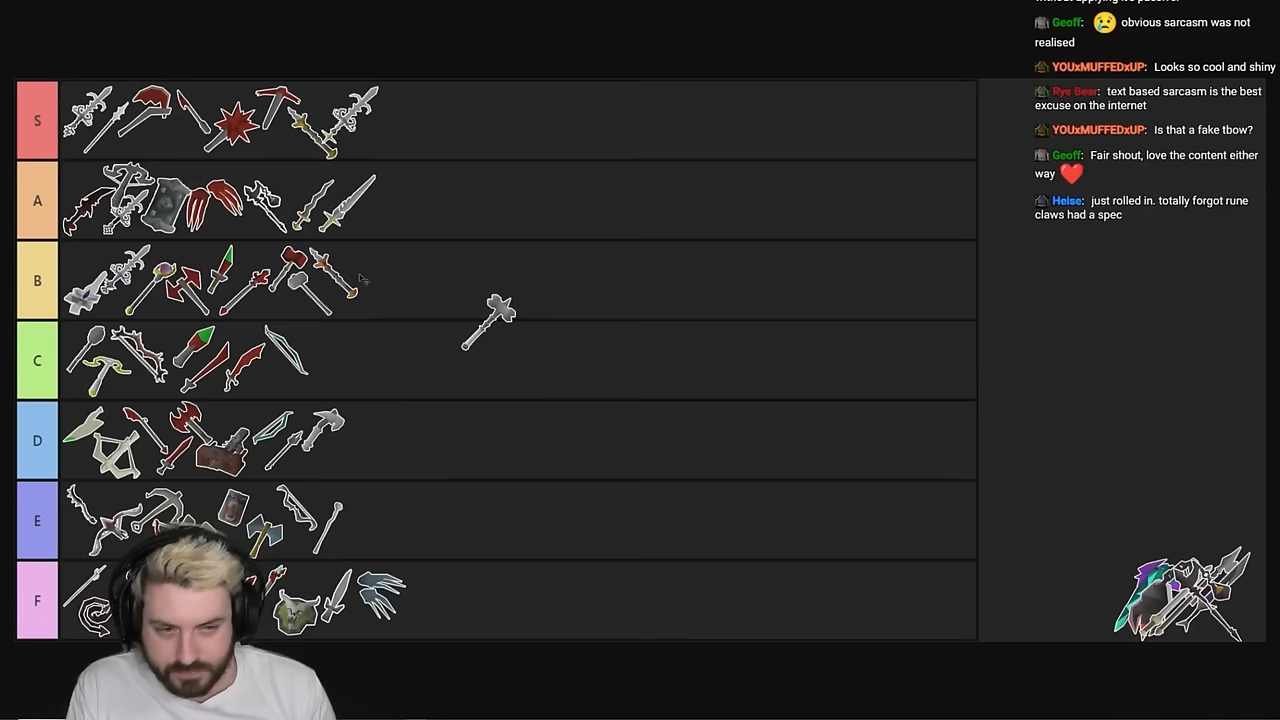 Geoff: 😢 obvious sarcasm was not
realised
YOUxMUFFEDxUP: Looks so cool and shiny
Rye Bear: text based sarcasm is the best
excuse on the internet
YOUxMUFFEDxUP: Is that a fake tbow?
Geoff: Fair shout, love the content either
way ❤️
Heise: just rolled in. totally forgot rune
claws had a spec
S
A
B
C
D
E
F